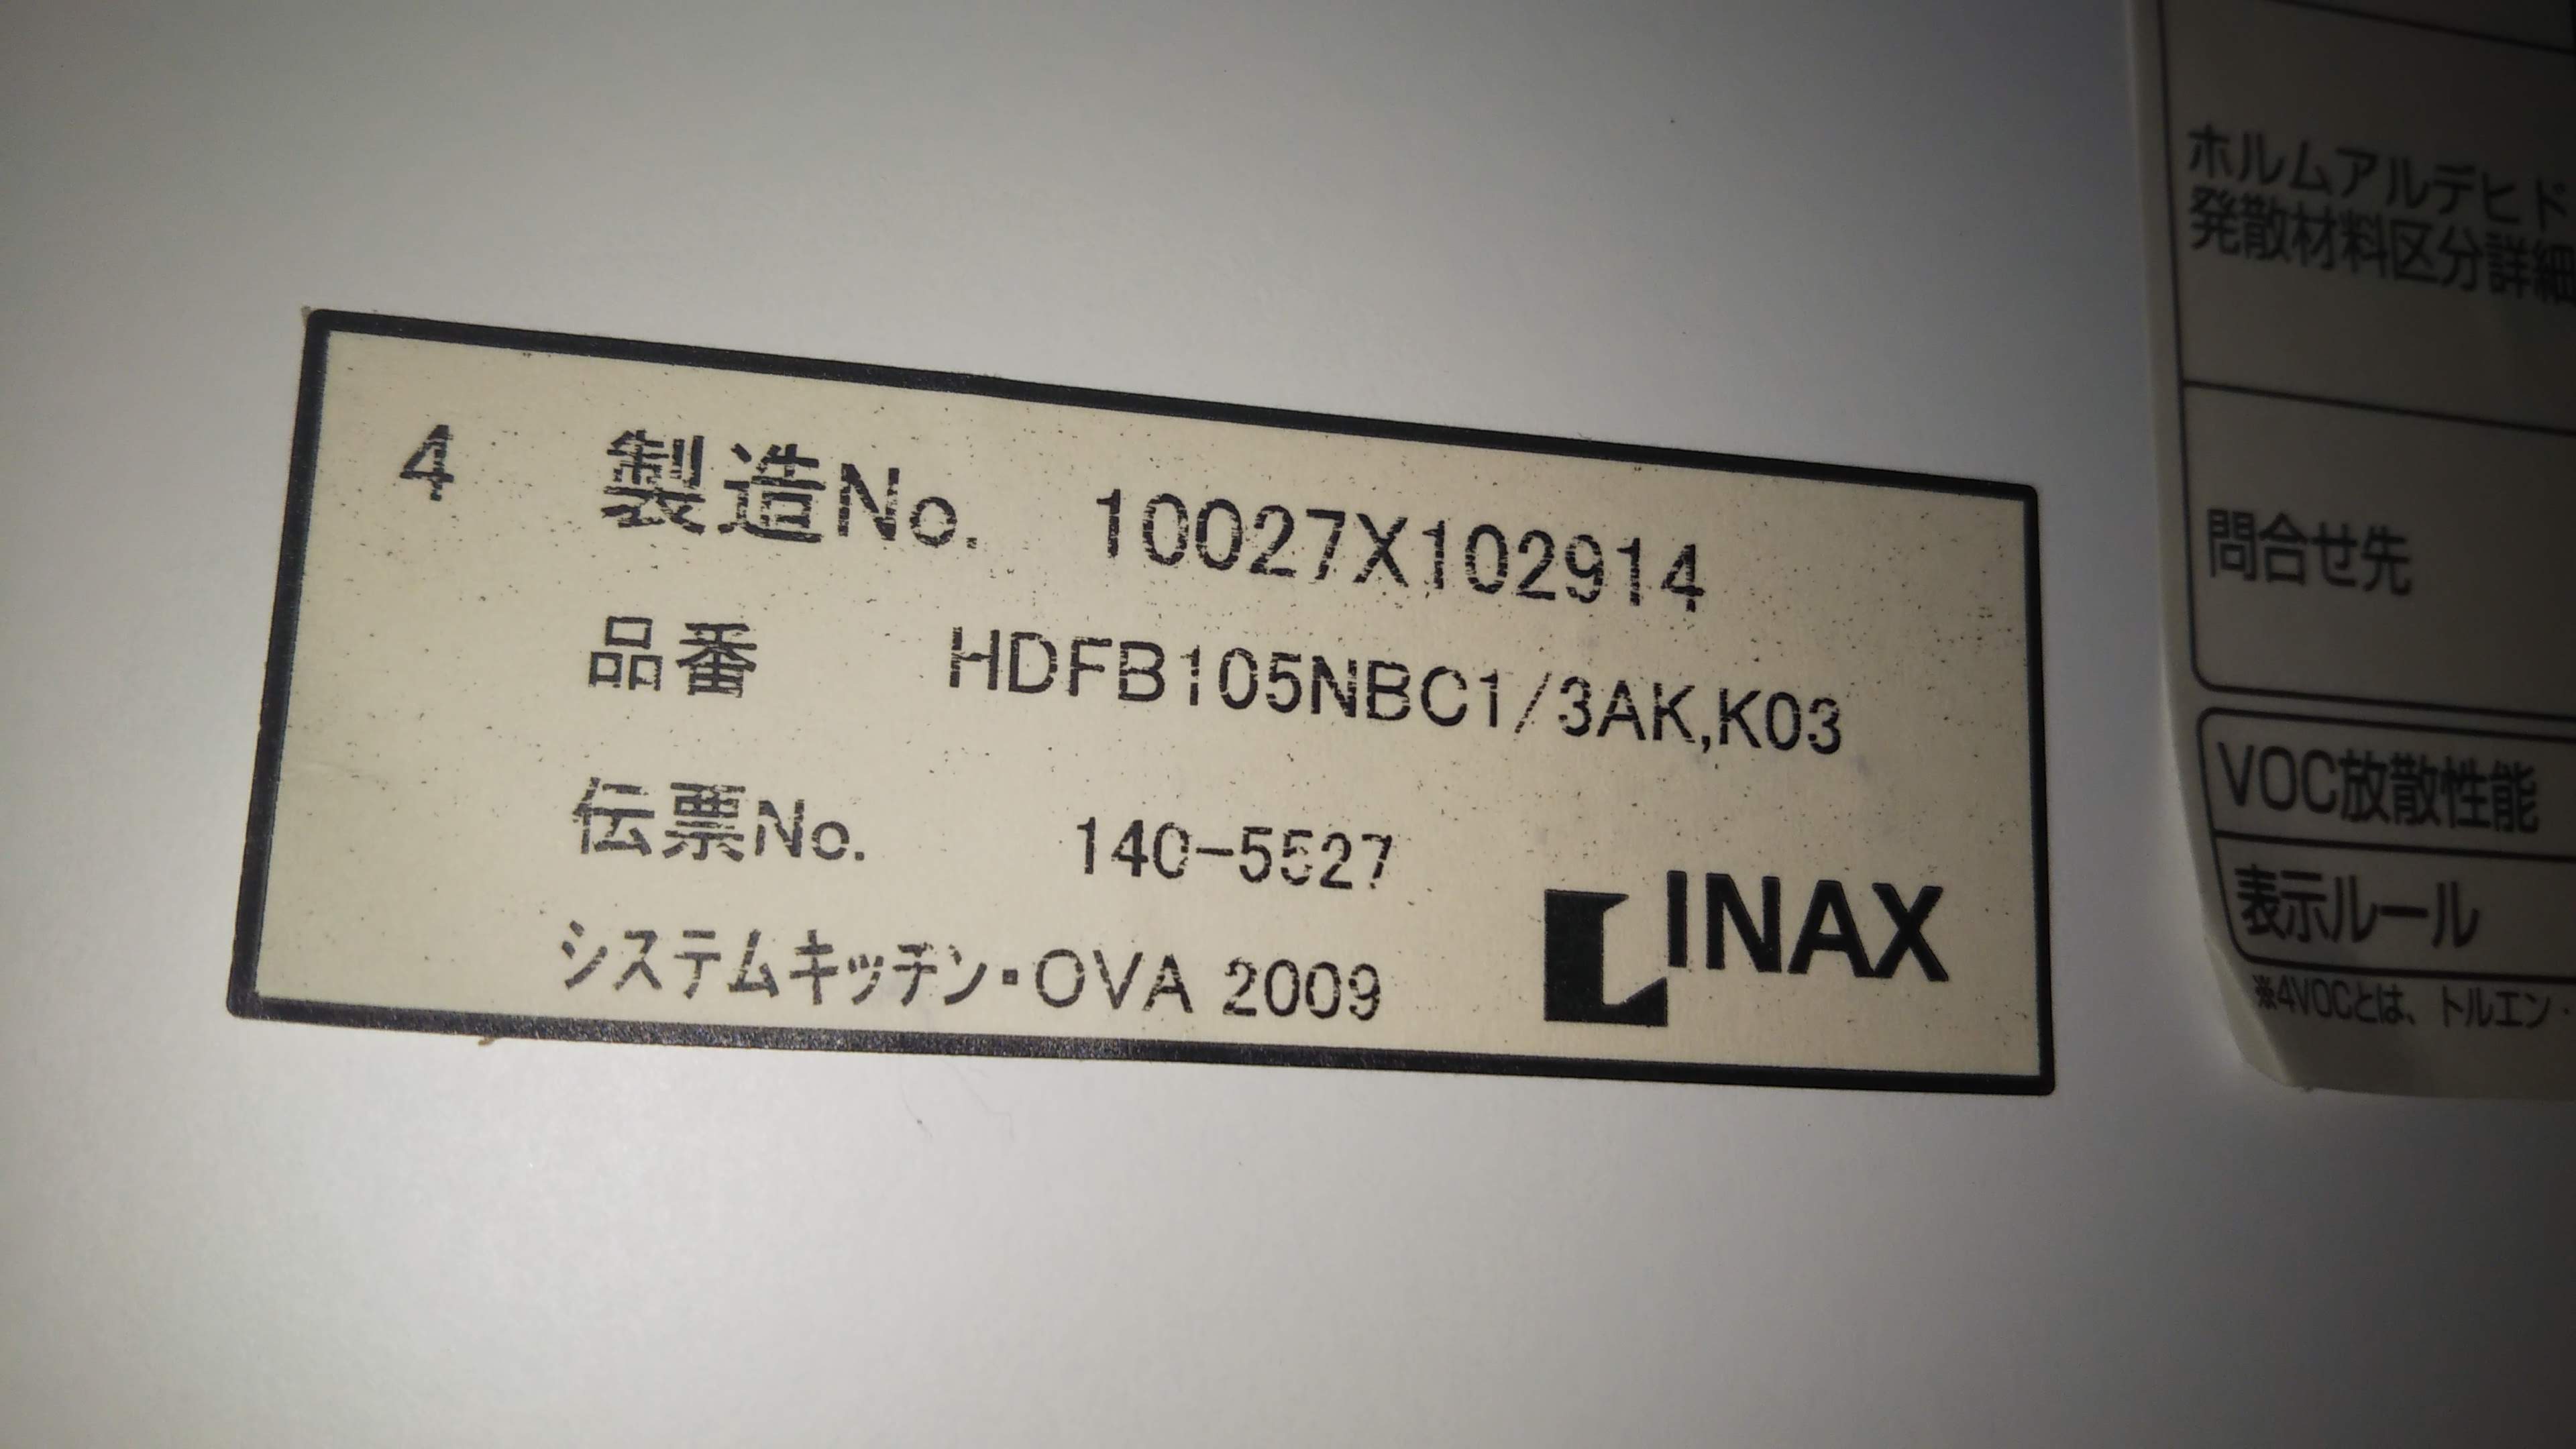 4 製造No. 10027X102914
品番 HDFB105NBC1/3AK,K03
伝票No. 140-5527
システムキッチン・OVA 2009
INAX
ホルムアルデヒド
発散材料区分詳細
問合せ先
VOC放散性能
表示ルール
※4VOCとは、トルエン・